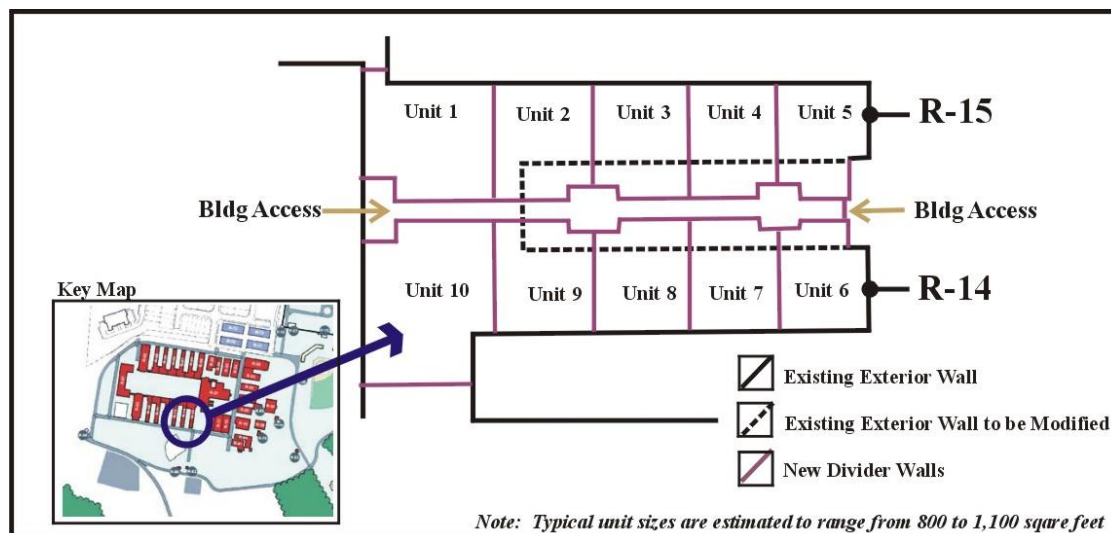 Unit 1
Unit 2
Unit 3
Unit 4
Unit 5
R-15
Bldg Access
Bldg Access
Key Map
Unit 10
Unit 9
Unit 8
Unit 7
Unit 6
R-14
Existing Exterior Wall
Existing Exterior Wall to be Modified
New Divider Walls
Note: Typical unit sizes are estimated to range from 800 to 1,100 sqare feet